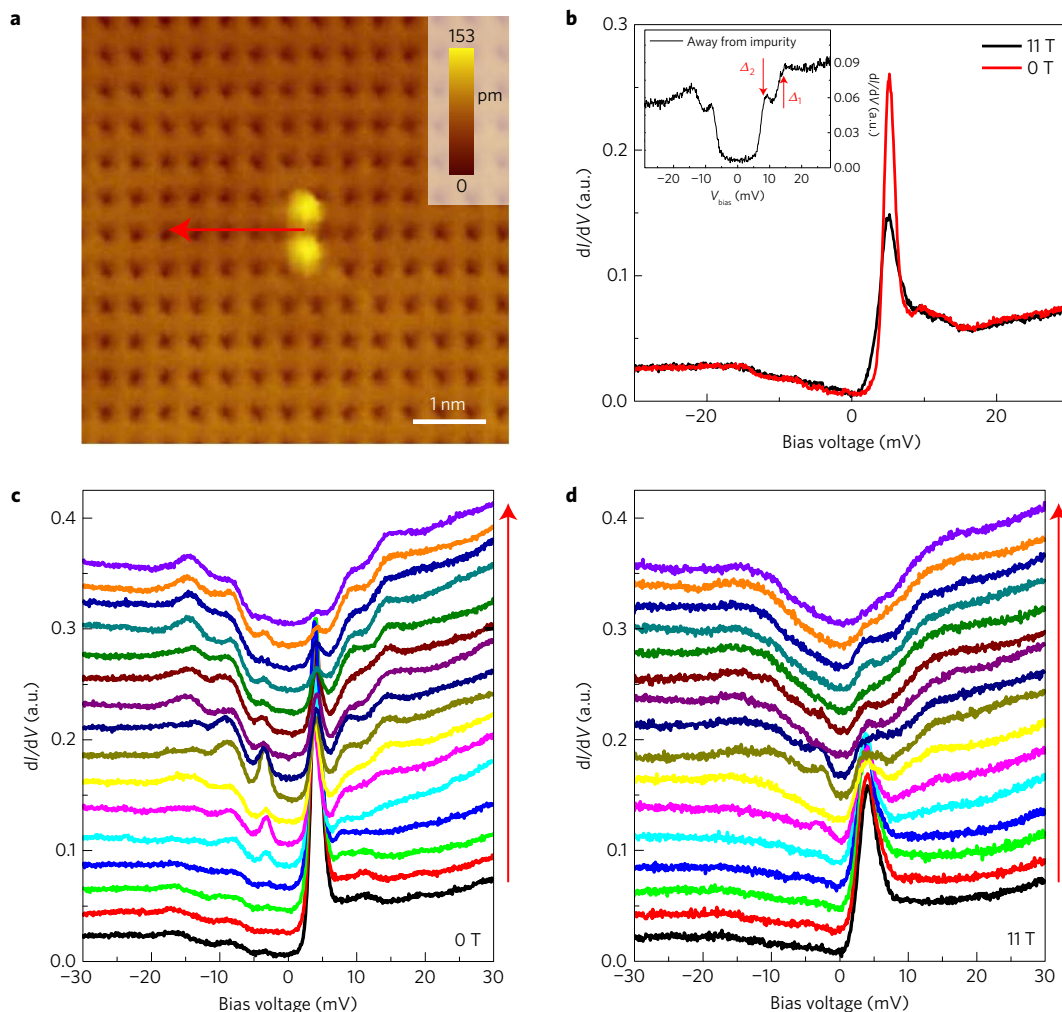 a
153
pm
0
1 nm
b
0.3
0.2
0.1
0.0
dI/dV (a.u.)
−20
0
20
Bias voltage (mV)
11 T
0 T
Away from impurity
Δ2
Δ1
0.09
0.06
0.03
0.00
dI/dV (a.u.)
−20
−10
0
10
20
Vbias (mV)
c
0.4
0.3
0.2
0.1
0.0
dI/dV (a.u.)
0 T
−30
−20
−10
0
10
20
30
Bias voltage (mV)
d
0.4
0.3
0.2
0.1
0.0
dI/dV (a.u.)
11 T
−30
−20
−10
0
10
20
30
Bias voltage (mV)